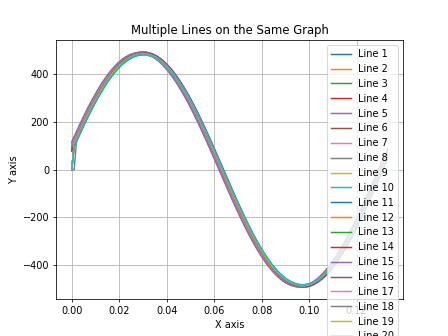 Multiple Lines on the Same Graph
Line 1
Line 2
Line 3
Line 4
Line 5
Line 6
Line 7
Line 8
Line 9
Line 10
Line 11
Line 12
Line 13
Line 14
Line 15
Line 16
Line 17
Line 18
Line 19
Line 20
400
200
0
−200
−400
Y axis
0.00 0.02 0.04 0.06 0.08 0.10
X axis